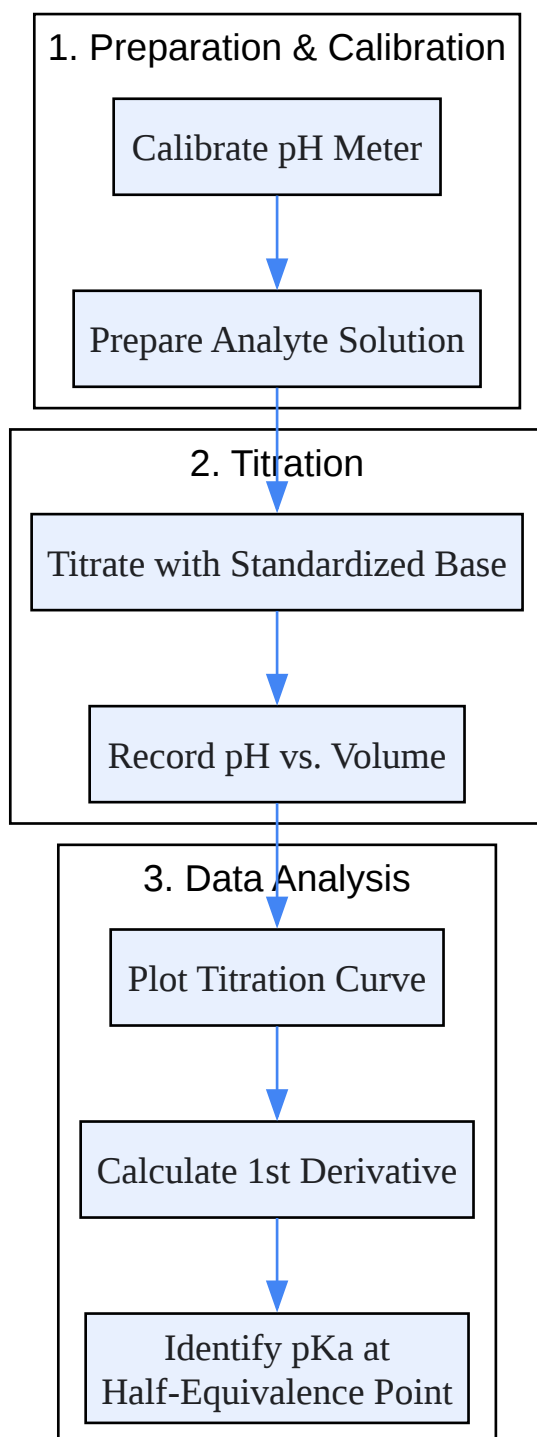 1. Preparation & Calibration
Calibrate pH Meter
Prepare Analyte Solution
2. Titration
Titrate with Standardized Base
Record pH vs. Volume
3. Data Analysis
Plot Titration Curve
Calculate 1st Derivative
Identify pKa at
Half-Equivalence Point